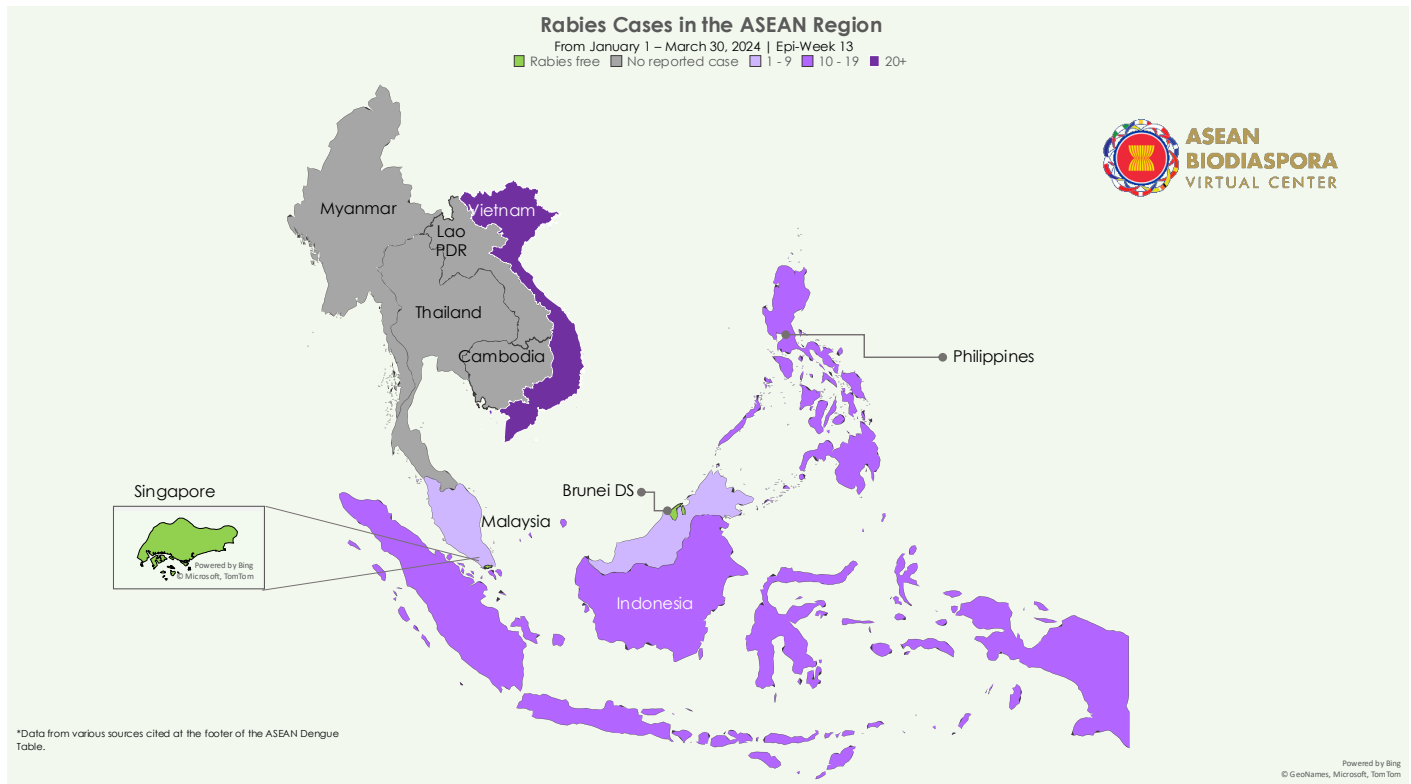 Rabies Cases in the ASEAN Region
From January 1 – March 30, 2024 | Epi-Week 13
Rabies free No reported case 1 - 9 10 - 19 20+
ASEAN
BIODIASPORA
VIRTUAL CENTER
Myanmar
Vietnam
Lao
PDR
Thailand
Cambodia
Philippines
Singapore
Brunei DS
Malaysia
Powered by Bing
© Microsoft, TomTom
Indonesia
*Data from various sources cited at the footer of the ASEAN Dengue
Table.
Powered by Bing
© GeoNames, Microsoft, TomTom